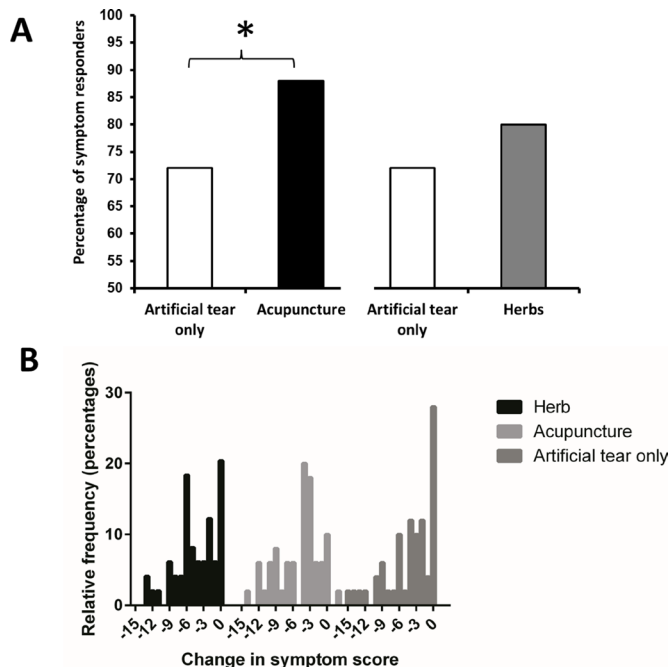 A
Percentage of symptom responders
100
95
90
85
80
75
70
65
60
55
50
*
Artificial tear
only
Acupuncture
Artificial tear
only
Herbs
B
Relative frequency (percentages)
30
20
10
0
Herb
Acupuncture
Artificial tear only
-15 -12 -9 -6 -3 0 -15 -12 -9 -6 -3 0 -15 -12 -9 -6 -3 0
Change in symptom score